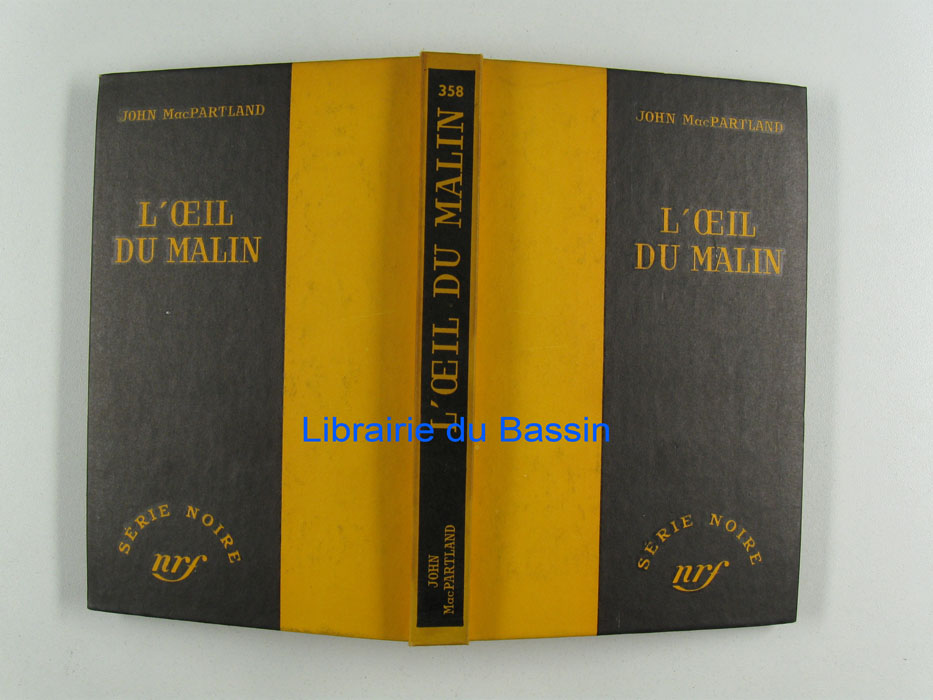 JOHN MacPARTLAND
L'ŒIL
DU MALIN
SÉRIE NOIRE
nrf
358
L'ŒIL DU MALIN
JOHN
MacPARTLAND
JOHN MacPARTLAND
L'ŒIL
DU MALIN
SÉRIE NOIRE
nrf
Librairie du Bassin